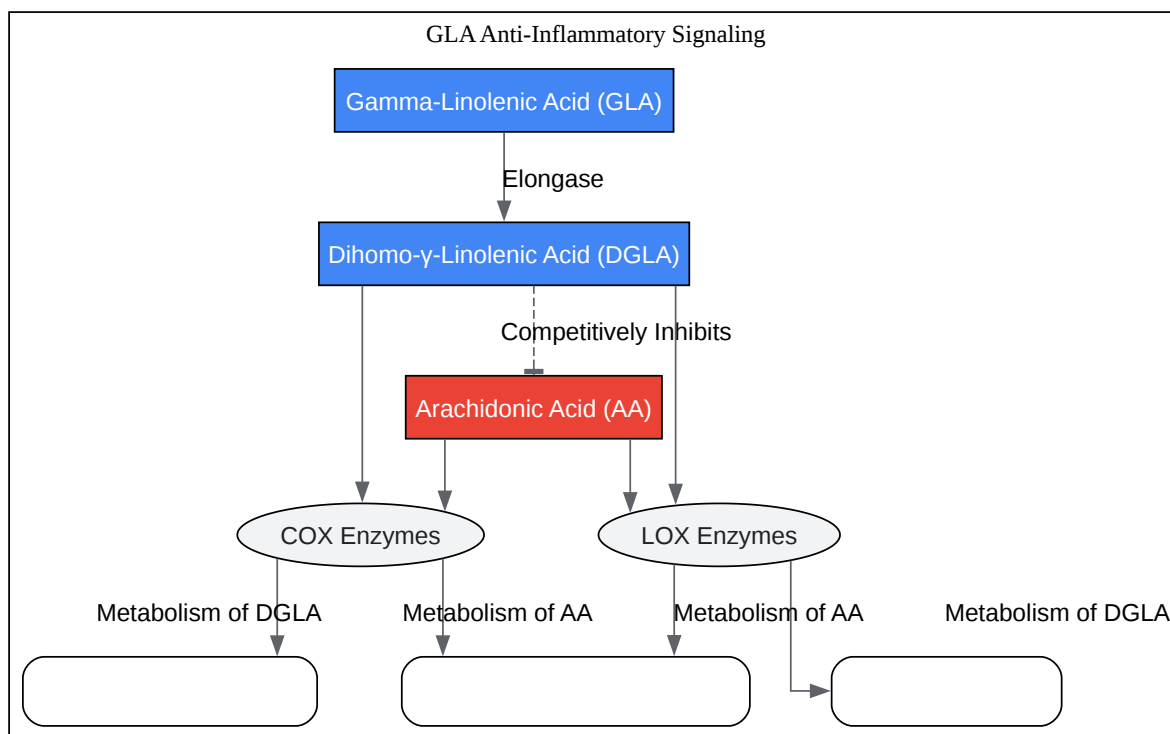 GLA Anti-Inflammatory Signaling
Gamma-Linolenic Acid (GLA)
Elongase
Dihomo-γ-Linolenic Acid (DGLA)
Competitively Inhibits
Arachidonic Acid (AA)
COX Enzymes
LOX Enzymes
Metabolism of DGLA
Metabolism of AA
Metabolism of AA
Metabolism of DGLA